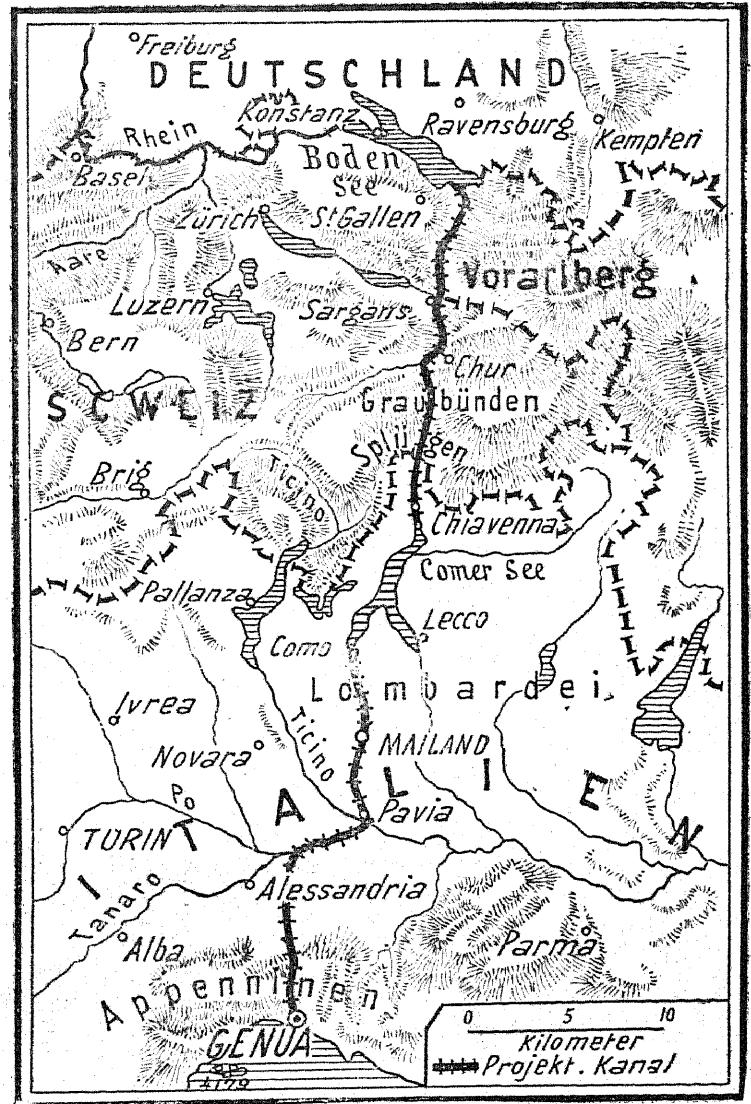 Freiburg
DEUTSCHLAND
Konstanz
Ravensburg
Rhein
Kempten
Basel
Boden
See
Zürich
St Gallen
Aare
Vorarlberg
Luzern
Sargans
Bern
Chur
SCWEIZ
Graubünden
Splügen
Ticino
Brig
Chiavenna
Comer See
Pallanza
Lecco
Como
Lombardei
Ivrea
Ticino
Novara
MAILAND
Po
ITALIEN
Pavia
TURIN
Tanaro
Alessandria
Alba
Parma
Appenninen
GENUA
0 5 10
Kilometer
Projekt. Kanal
4179